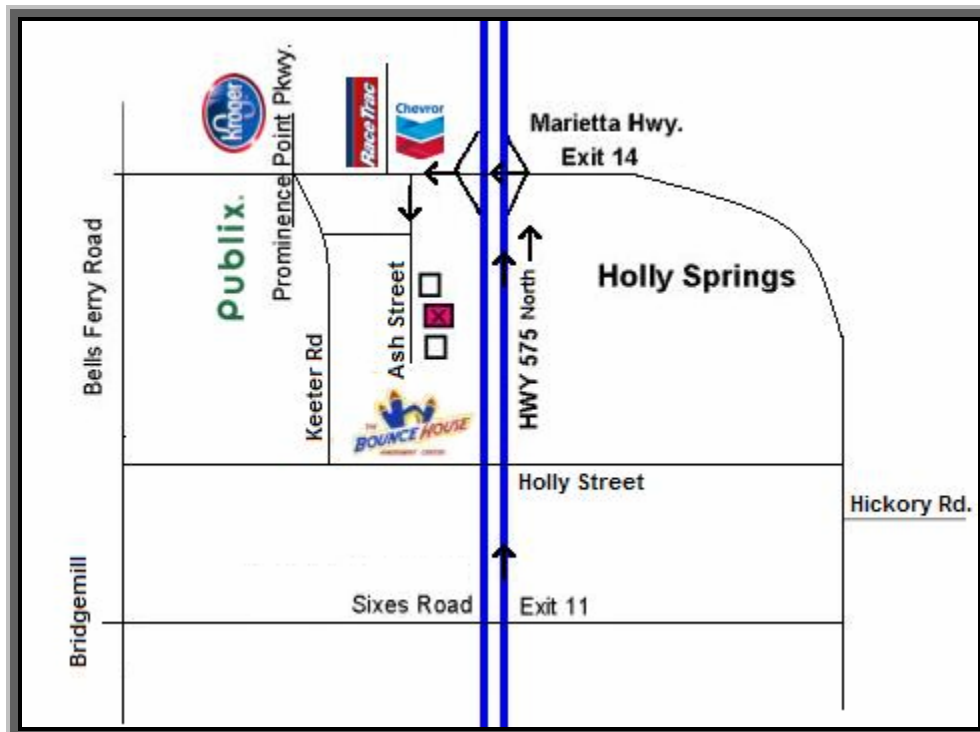 Kroger
Prominence Point Pkwy.
RaceTrac
Chevror
Marietta Hwy.
Exit 14
Publix.
Bells Ferry Road
Keeter Rd
Ash Street
X
HWY 575 North
Holly Springs
THE
BOUNCE HOUSE
Holly Street
Hickory Rd.
Bridgemill
Sixes Road
Exit 11